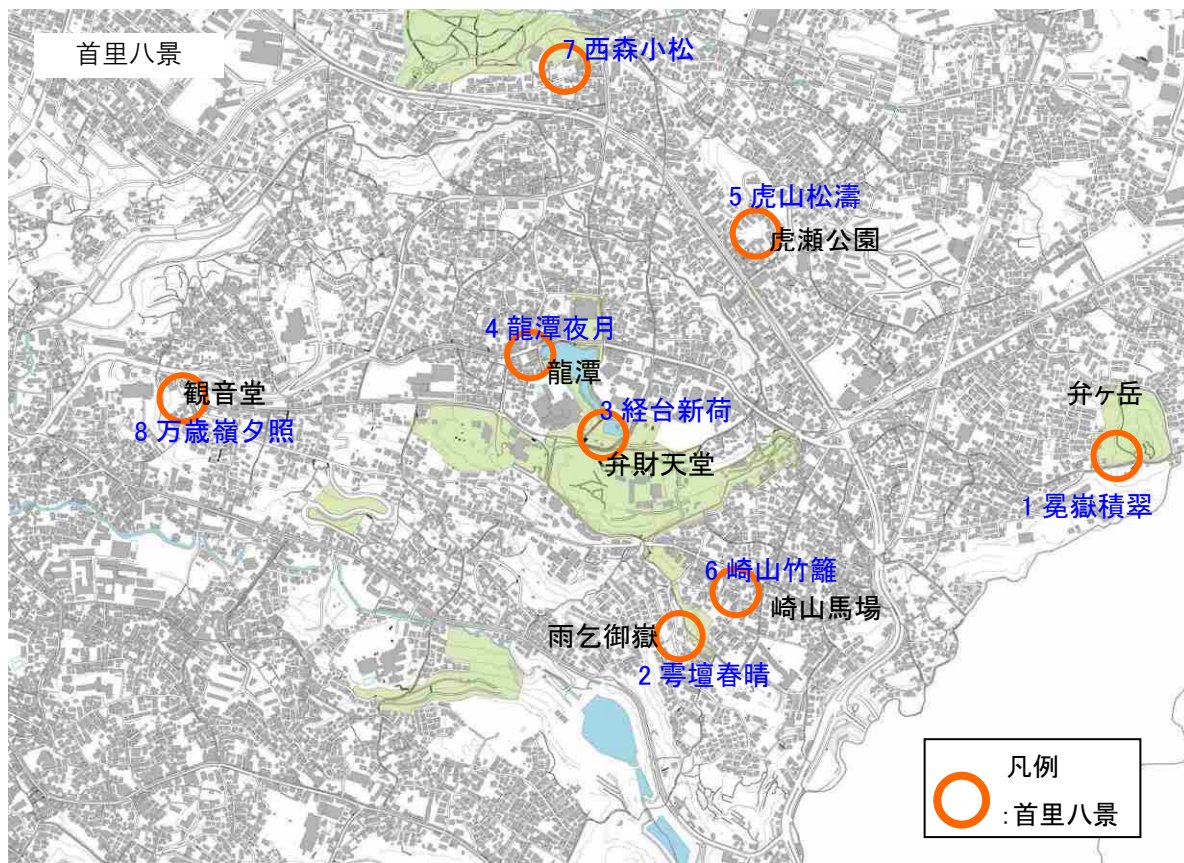 首里八景
7 西森小松
5 虎山松濤
虎瀬公園
4 龍潭夜月
龍潭
観音堂
8 万歳嶺夕照
3 経台新荷
弁財天堂
弁ヶ岳
1 冕嶽積翠
6 崎山竹籬
崎山馬場
雨乞御嶽
2 雩壇春晴
凡例
:首里八景